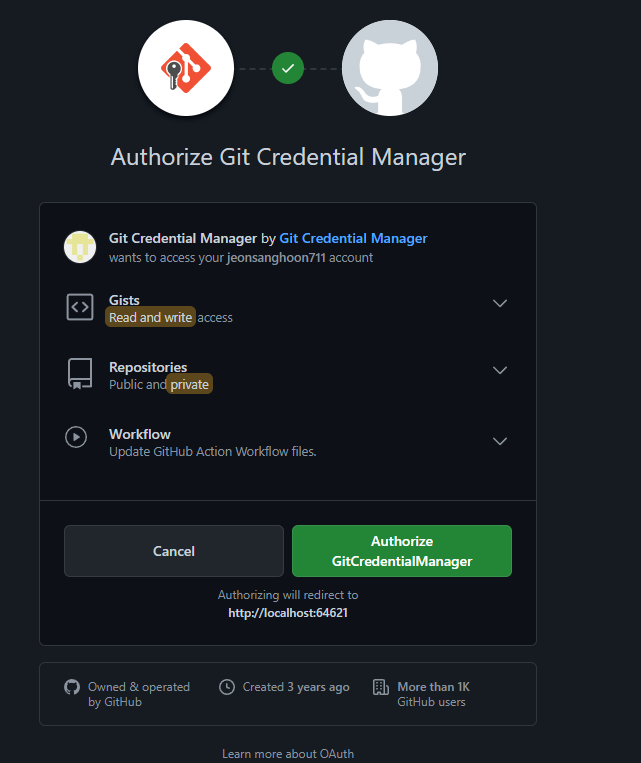 Authorize Git Credential Manager
Git Credential Manager by Git Credential Manager
wants to access your jeonsanghoon711 account
Gists
Read and write access
Repositories
Public and private
Workflow
Update GitHub Action Workflow files.
Cancel
Authorize
GitCredentialManager
Authorizing will redirect to
http://localhost:64621
Owned & operated
by GitHub
Created 3 years ago
More than 1K
GitHub users
Learn more about OAuth